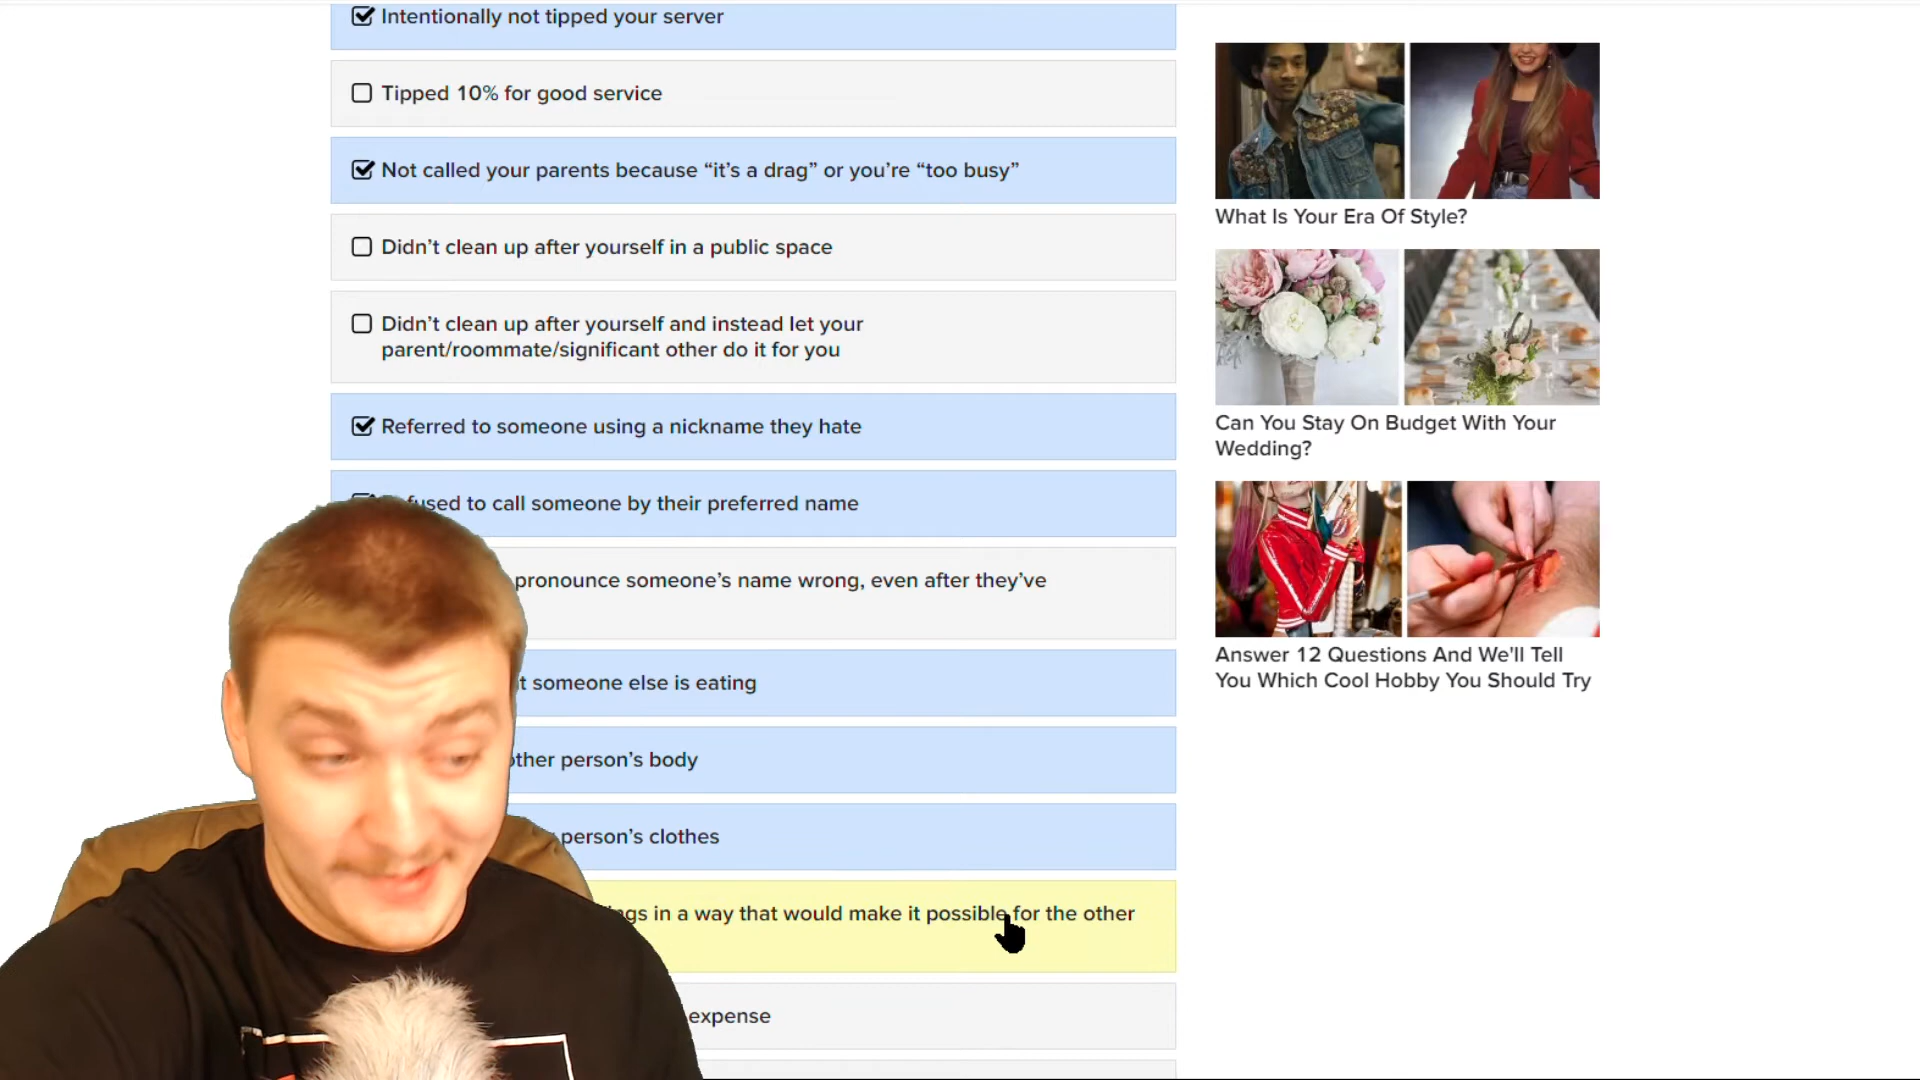 Intentionally not tipped your server
Tipped 10% for good service
Not called your parents because “it’s a drag” or you’re “too busy”
Didn’t clean up after yourself in a public space
Didn’t clean up after yourself and instead let your
parent/roommate/significant other do it for you
Referred to someone using a nickname they hate
to call someone by their preferred name
pronounce someone’s name wrong, even after they’ve
someone else is eating
person’s body
person’s clothes
in a way that would make it possible for the other
expense
What Is Your Era Of Style?
Can You Stay On Budget With Your
Wedding?
Answer 12 Questions And We'll Tell
You Which Cool Hobby You Should Try